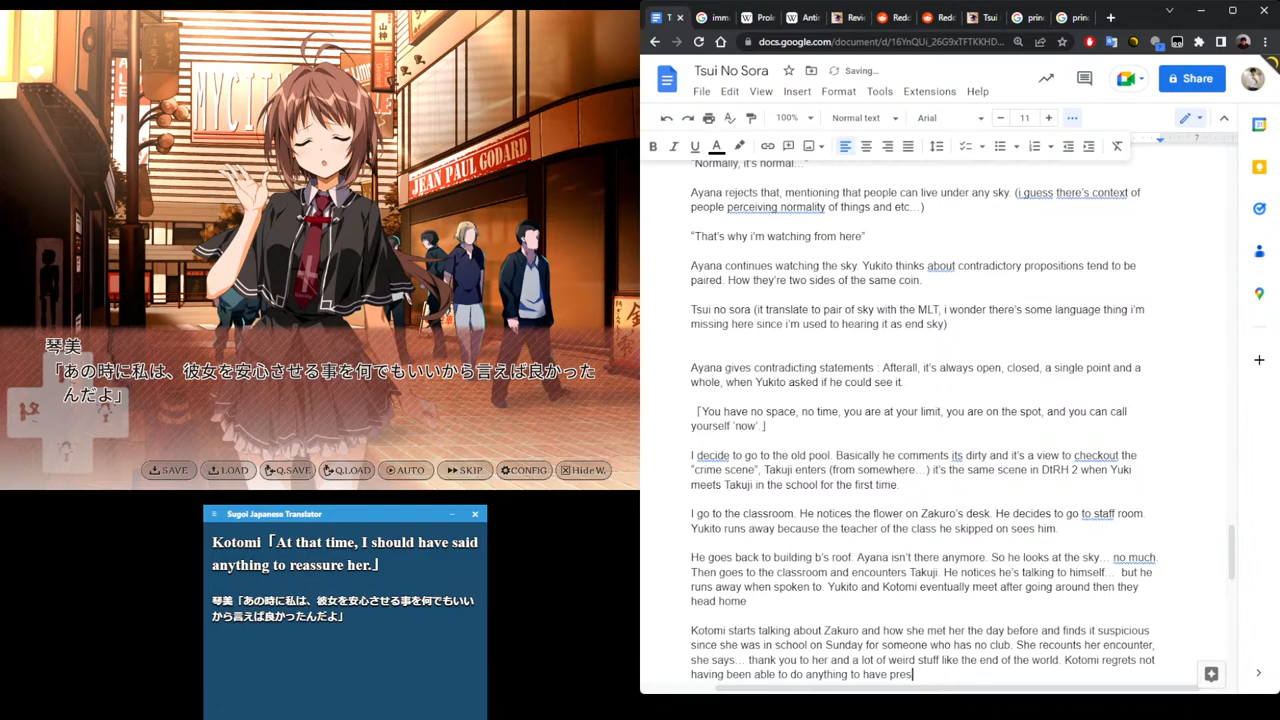 MYCITY
山神
JEAN PAUL GODARD
琴美
「あの時に私は、彼女を安心させる事を何でもいいから言えば良かった
んだよ」
SAVE
LOAD
Q.SAVE
Q.LOAD
AUTO
SKIP
CONFIG
Hide W.
Sugoi Japanese Translator
Kotomi「At that time, I should have said
anything to reassure her.」
琴美「あの時に私は、彼女を安心させる事を何でもいい
から言えば良かったんだよ」
T
imm
Prole
Antin
Revie
Redd
Redd
Tsui
princ
princ
docs.google.com/document/d/16YnQUi_26G9xTFTKKHD...
Tsui No Sora
Saving...
File Edit View Insert Format Tools Extensions Help
Share
100%
Normal text
Arial
11
7
"Normally, it's normal…"
Ayana rejects that, mentioning that people can live under any sky. (i guess there's context of
people perceiving normality of things and etc…)
“That's why i'm watching from here”
Ayana continues watching the sky. Yukito thinks about contradictory propositions tend to be
paired. How they're two sides of the same coin.
Tsui no sora (it translate to pair of sky with the MLT, i wonder there's some language thing i'm
missing here since i'm used to hearing it as end sky)
Ayana gives contradicting statements : Afterall, it's always open, closed, a single point and a
whole, when Yukito asked if he could see it.
「You have no space, no time, you are at your limit, you are on the spot, and you can call
yourself 'now'.」
I decide to go to the old pool. Basically he comments its dirty and it's a view to checkout the
“crime scene”, Takuji enters (from somewhere…) it's the same scene in DtRH 2 when Yuki
meets Takuji in the school for the first time.
I go to the classroom. He notices the flower on Zakuro's desk. He decides to go to staff room.
Yukito runs away because the teacher of the class he skipped on sees him.
He goes back to building b's roof. Ayana isn't there anymore. So he looks at the sky… no much.
Then goes to the classroom and encounters Takuji. He notices he's talking to himself…  but he
runs away when spoken to. Yukito and Kotomi eventually meet after going around then they
head home
Kotomi starts talking about Zakuro and how she met her the day before and finds it suspicious
since she was in school on Sunday for someone who has no club. She recounts her encounter,
she says… thank you to her and a lot of weird stuff like the end of the world. Kotomi regrets not
having been able to do anything to have pres